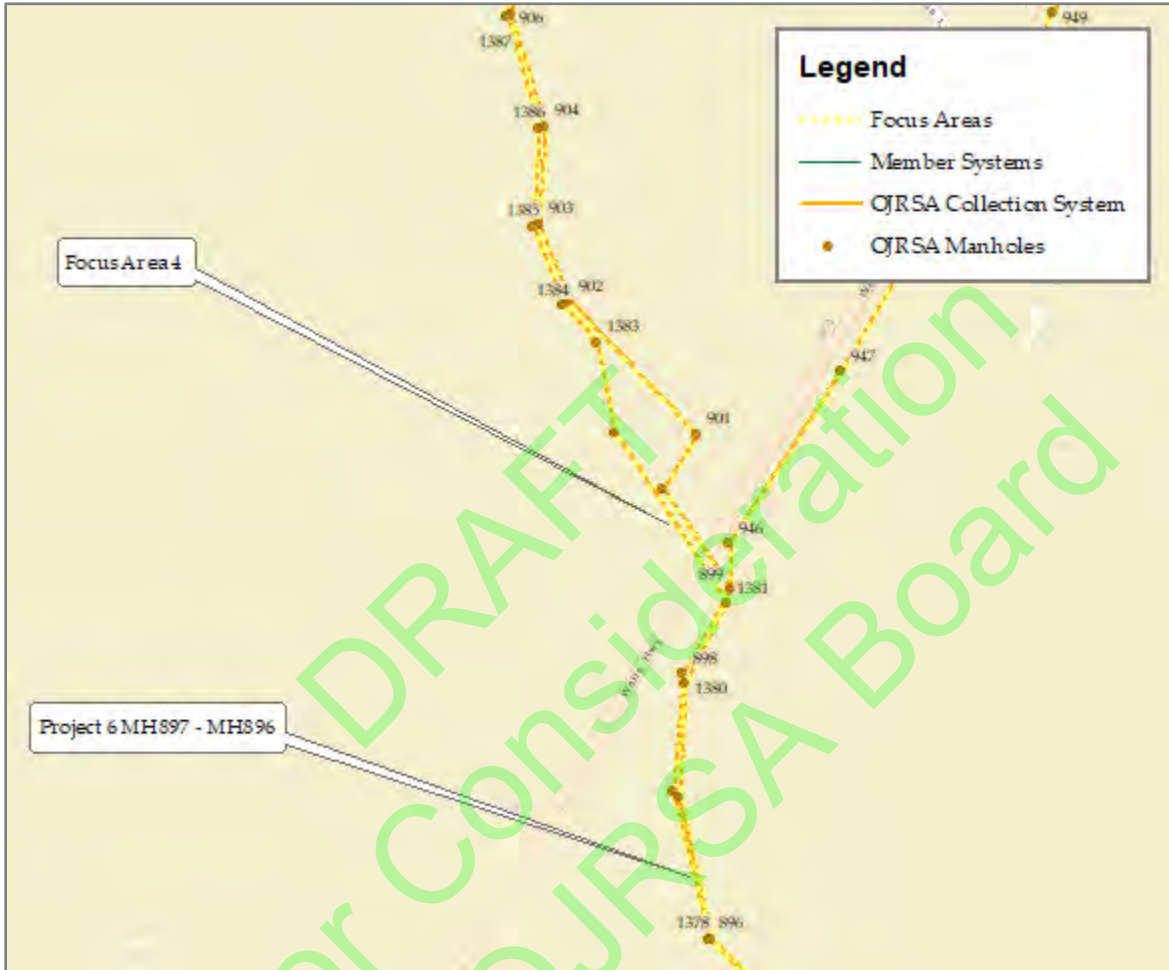 906
949
1387
Legend
Focus Areas
Member Systems
OJRSA Collection System
OJRSA Manholes
1386 904
1385 903
Focus Area 4
1384 902
1383
947
901
946
899
1381
898
1380
Project 6 MH897 - MH896
1378 896
DRAFT
Consideration
OJRSA Board